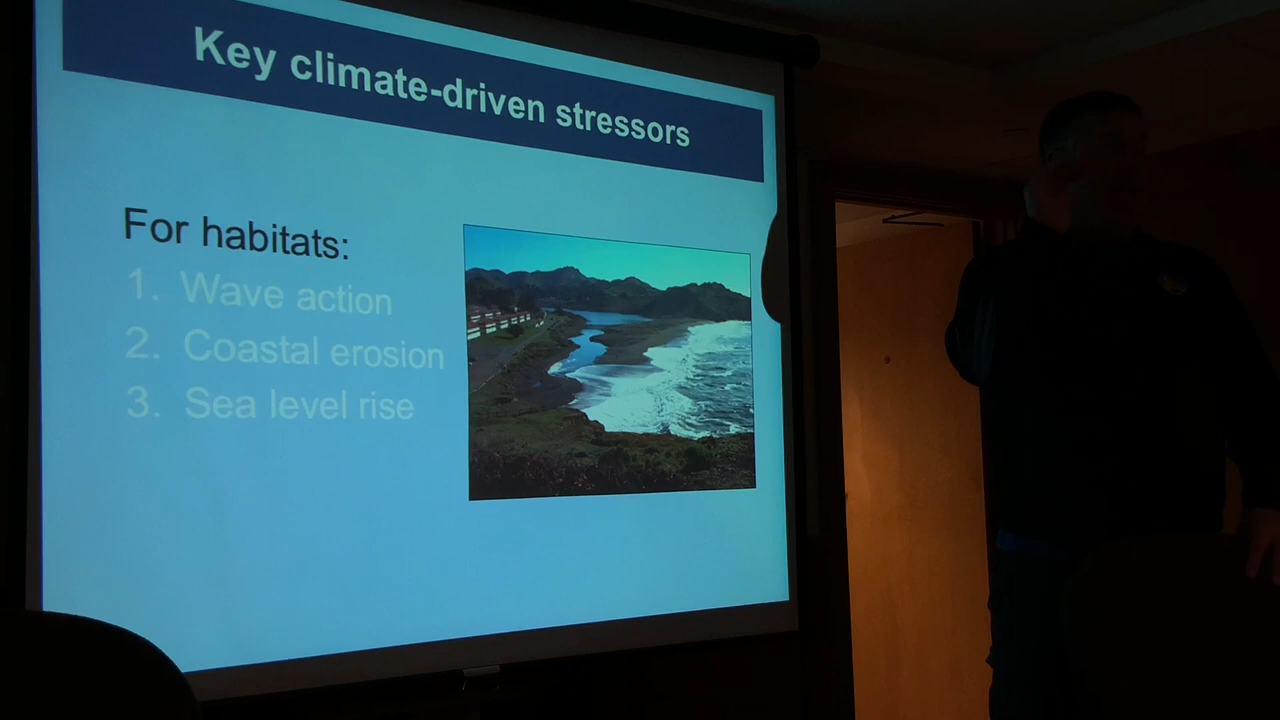 Key climate-driven stressors
For habitats:
1. Wave action
2. Coastal erosion
3. Sea level rise